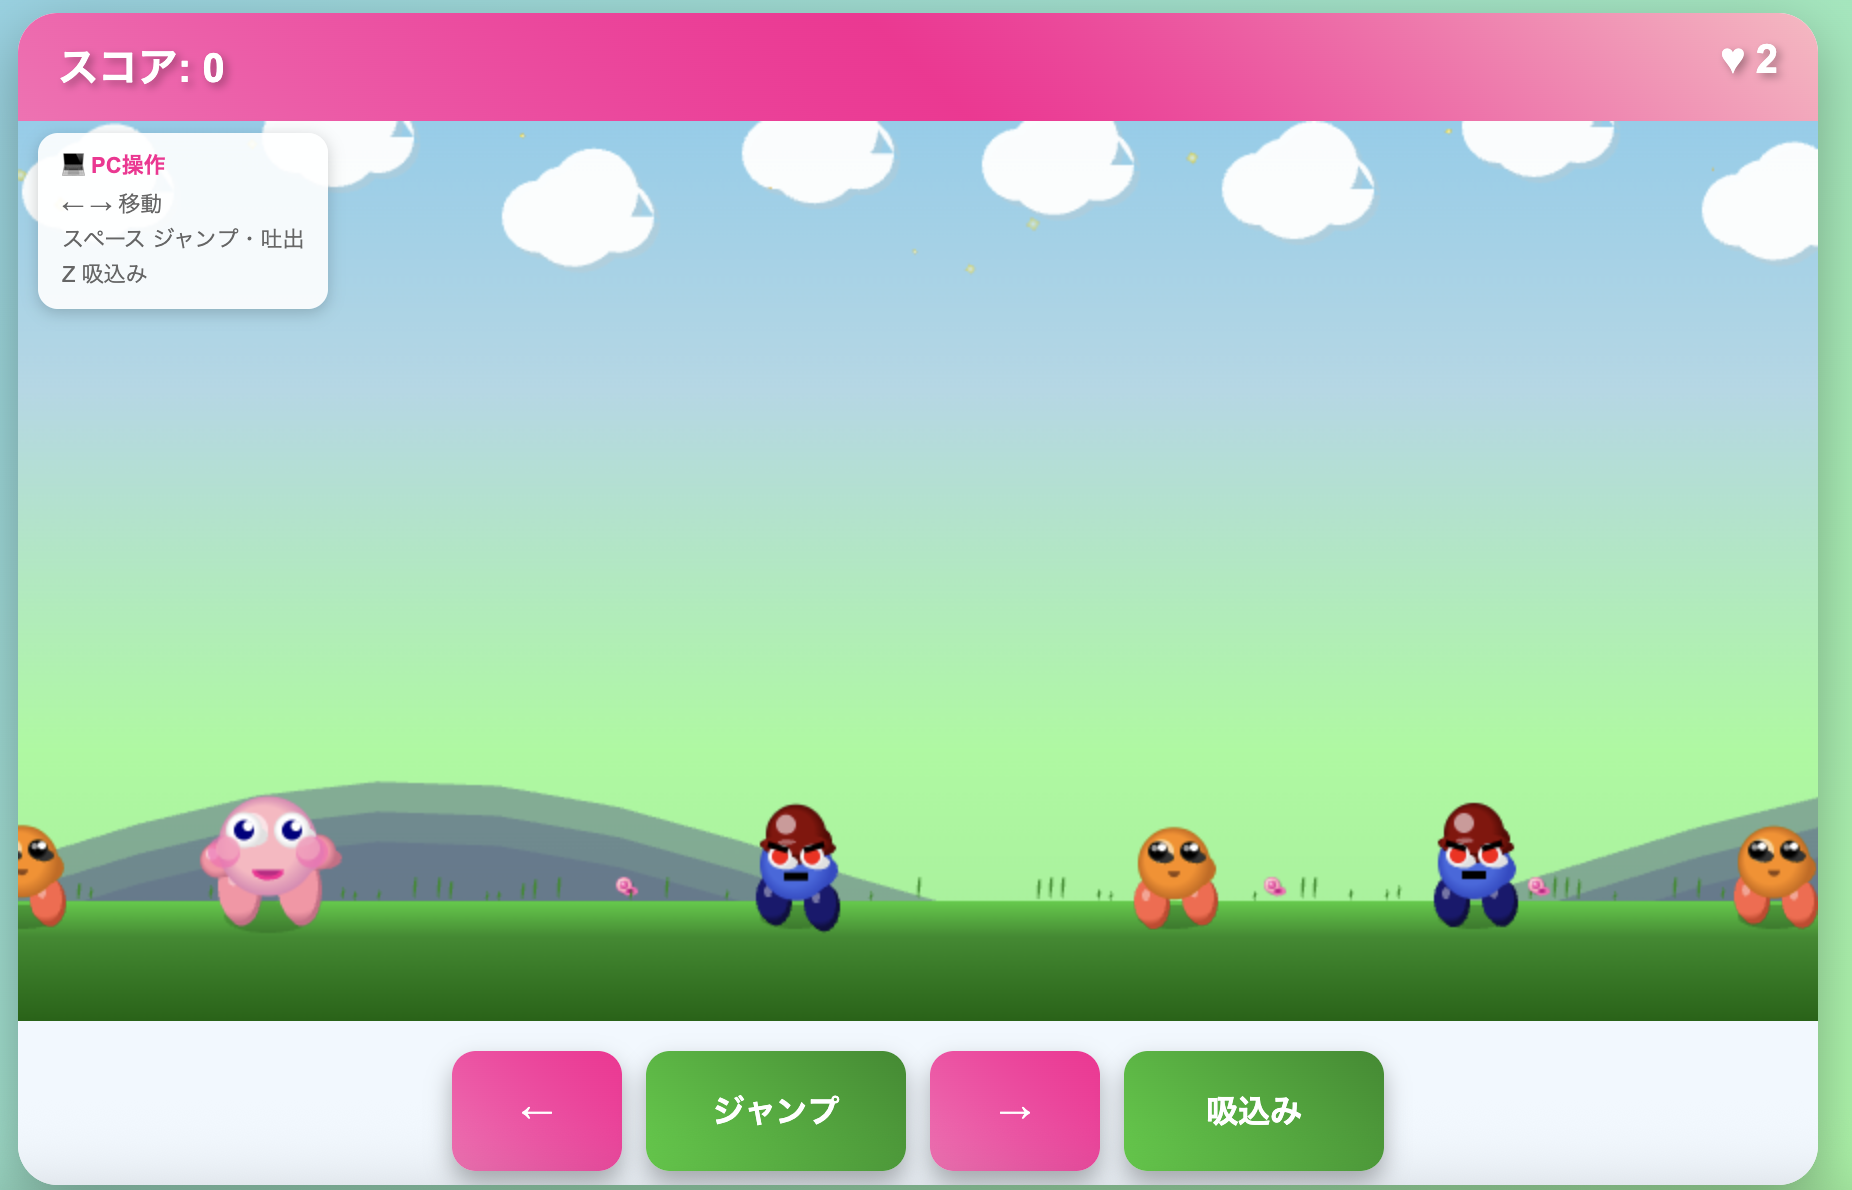 スコア: 0
♥ 2
💻 PC操作
←→ 移動
スペース ジャンプ・吐出
Z 吸込み
←
ジャンプ
→
吸込み